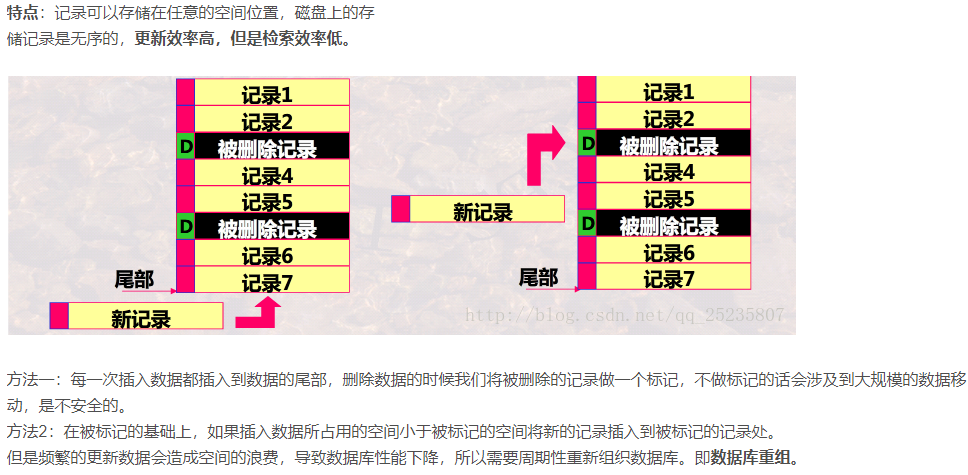 特点：记录可以存储在任意的空间位置，磁盘上的存
储记录是无序的，更新效率高，但是检索效率低。
记录1
记录2
D 被删除记录
记录4
记录5
D 被删除记录
记录6
尾部 记录7
新记录
记录1
记录2
D 被删除记录
记录4
新记录 记录5
D 被删除记录
记录6
尾部 记录7
http://blog.csdn.net/qq_25235807
方法一：每一次插入数据都插入到数据的尾部，删除数据的时候我们将被删除的记录做一个标记，不做标记的话会涉及到大规模的数据移
动，是不安全的。
方法2：在被标记的基础上，如果插入数据所占用的空间小于被标记的空间将新的记录插入到被标记的记录处。
但是频繁的更新数据会造成空间的浪费，导致数据库性能下降，所以需要周期性重新组织数据库。即数据库重组。